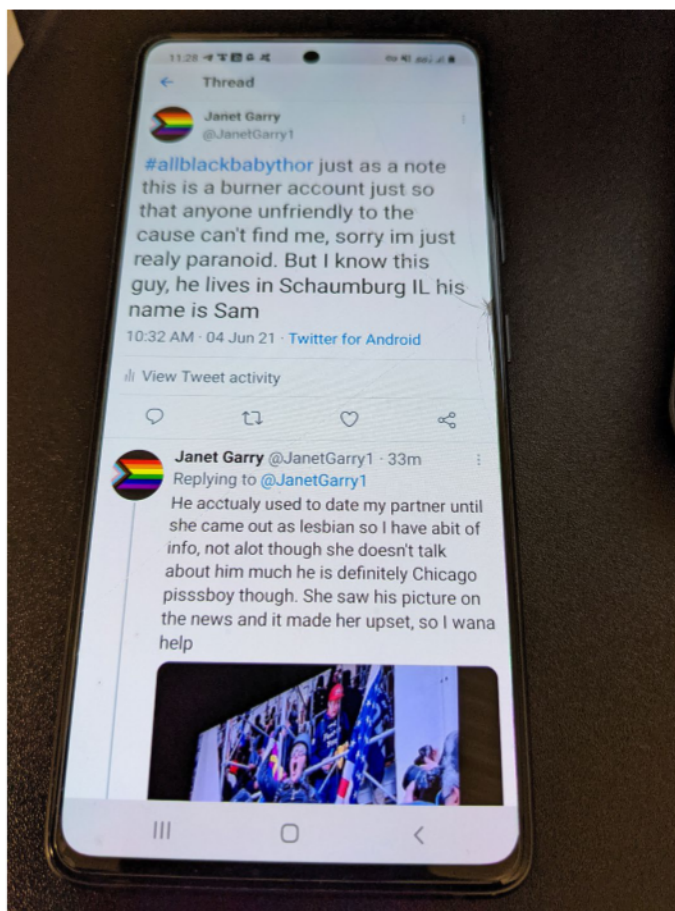 11:28
Thread
Janet Garry
@JanetGarry1
#allblackbabythor just as a note
this is a burner account just so
that anyone unfriendly to the
cause can't find me, sorry im just
realy paranoid. But I know this
guy, he lives in Schaumburg IL his
name is Sam
10:32 AM · 04 Jun 21 · Twitter for Android
View Tweet activity
Janet Garry @JanetGarry1 · 33m
Replying to @JanetGarry1
He acctualy used to date my partner until
she came out as lesbian so I have abit of
info, not alot though she doesn't talk
about him much he is definitely Chicago
pisssboy though. She saw his picture on
the news and it made her upset, so I wana
help